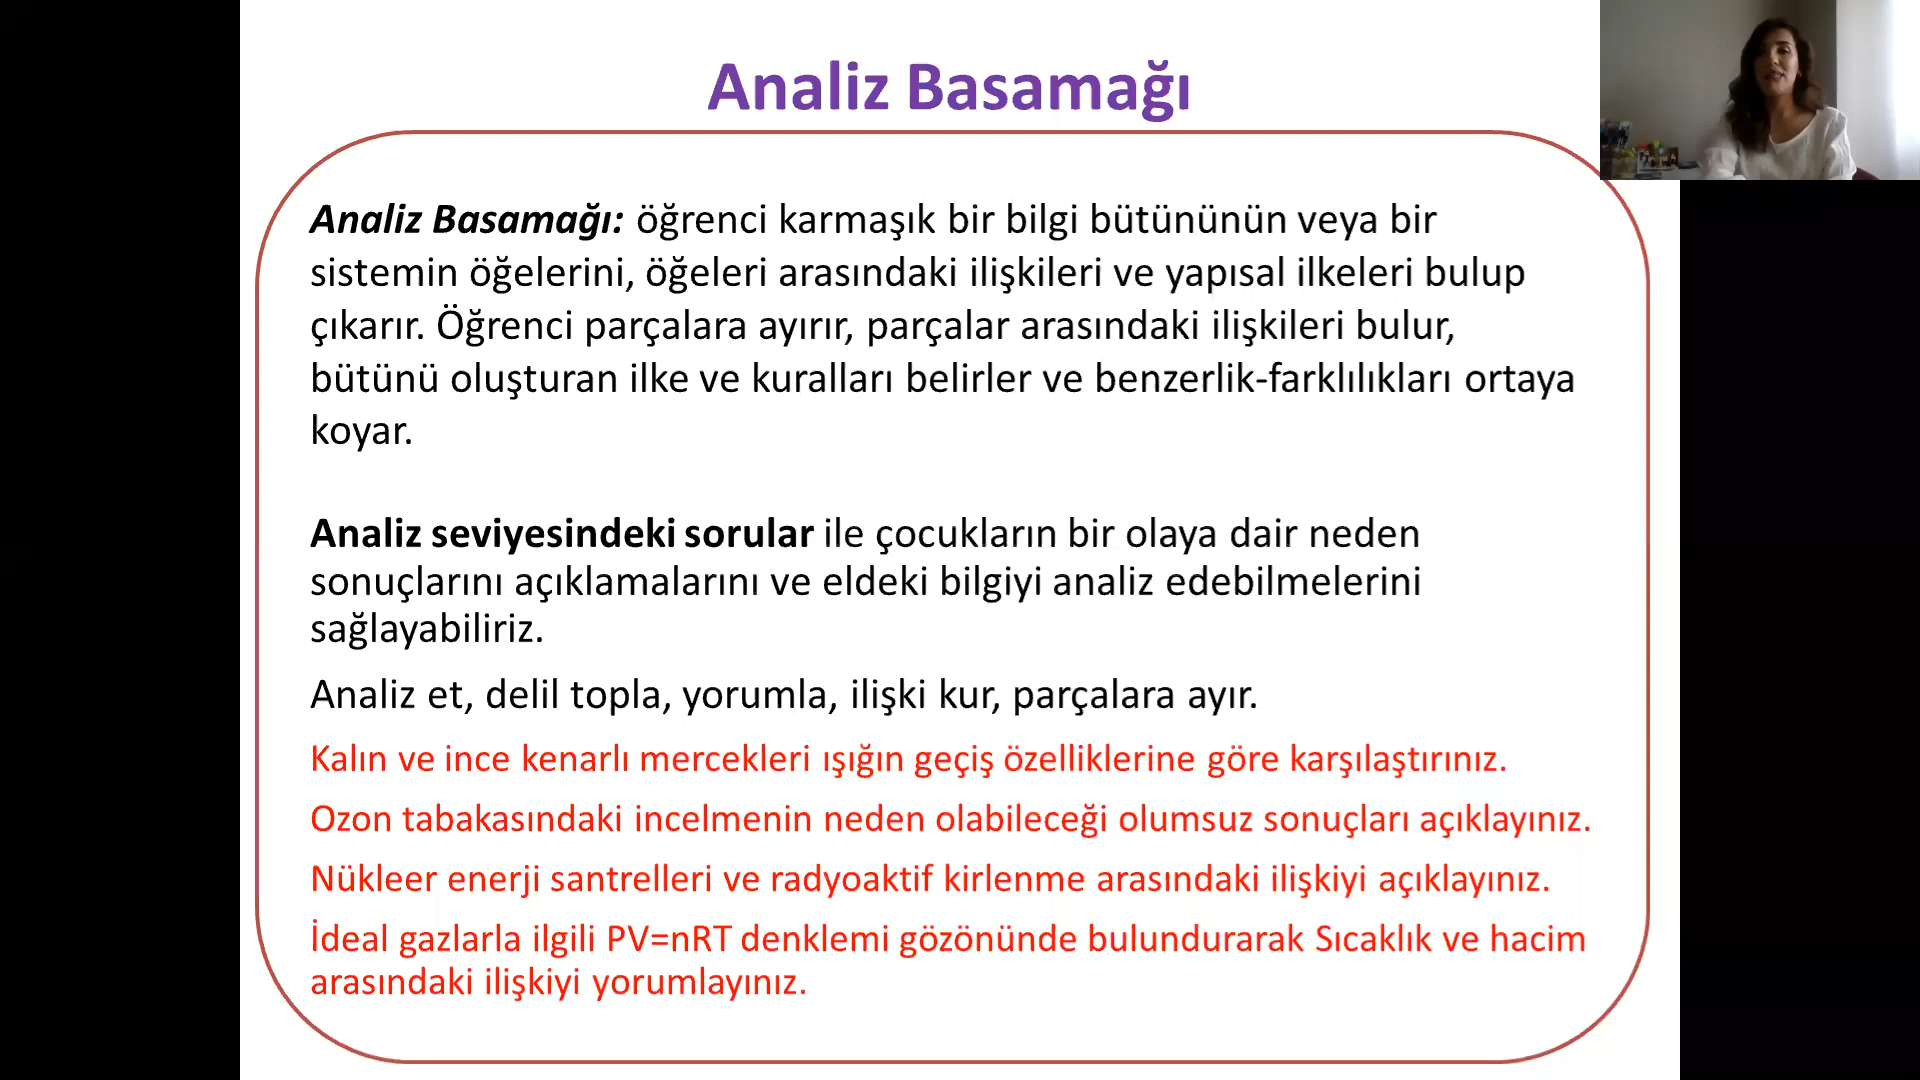 Analiz Basamağı
Analiz Basamağı: öğrenci karmaşık bir bilgi bütününün veya bir
sistemin öğelerini, öğeleri arasındaki ilişkileri ve yapısal ilkeleri bulup
çıkarır. Öğrenci parçalara ayırır, parçalar arasındaki ilişkileri bulur,
bütünü oluşturan ilke ve kuralları belirler ve benzerlik-farklılıkları ortaya
koyar.
Analiz seviyesindeki sorular ile çocukların bir olaya dair neden
sonuçlarını açıklamalarını ve eldeki bilgiyi analiz edebilmelerini
sağlayabiliriz.
Analiz et, delil topla, yorumla, ilişki kur, parçalara ayır.
Kalın ve ince kenarlı mercekleri ışığın geçiş özelliklerine göre karşılaştırınız.
Ozon tabakasındaki incelmenin neden olabileceği olumsuz sonuçları açıklayınız.
Nükleer enerji santrelleri ve radyoaktif kirlenme arasındaki ilişkiyi açıklayınız.
İdeal gazlarla ilgili PV=nRT denklemi gözönünde bulundurarak Sıcaklık ve hacim
arasındaki ilişkiyi yorumlayınız.